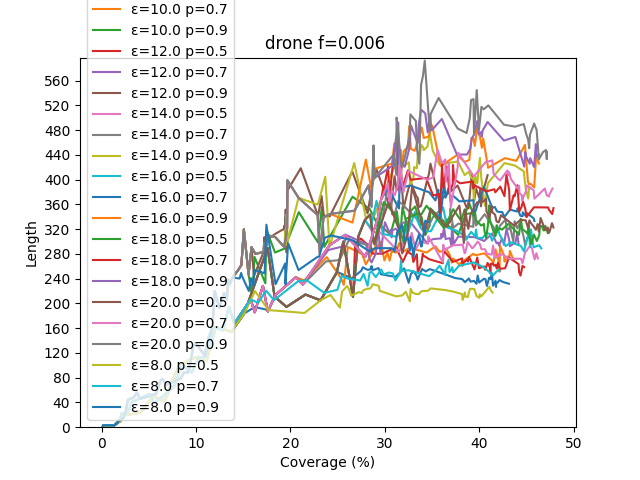 ε=10.0 p=0.7
ε=10.0 p=0.9
ε=12.0 p=0.5
ε=12.0 p=0.7
ε=12.0 p=0.9
ε=14.0 p=0.5
ε=14.0 p=0.7
ε=14.0 p=0.9
ε=16.0 p=0.5
ε=16.0 p=0.7
ε=16.0 p=0.9
ε=18.0 p=0.5
ε=18.0 p=0.7
ε=18.0 p=0.9
ε=20.0 p=0.5
ε=20.0 p=0.7
ε=20.0 p=0.9
ε=8.0 p=0.5
ε=8.0 p=0.7
ε=8.0 p=0.9
drone f=0.006
Length
560
520
480
440
400
360
320
280
240
200
160
120
80
40
0
0 10 20 30 40 50
Coverage (%)